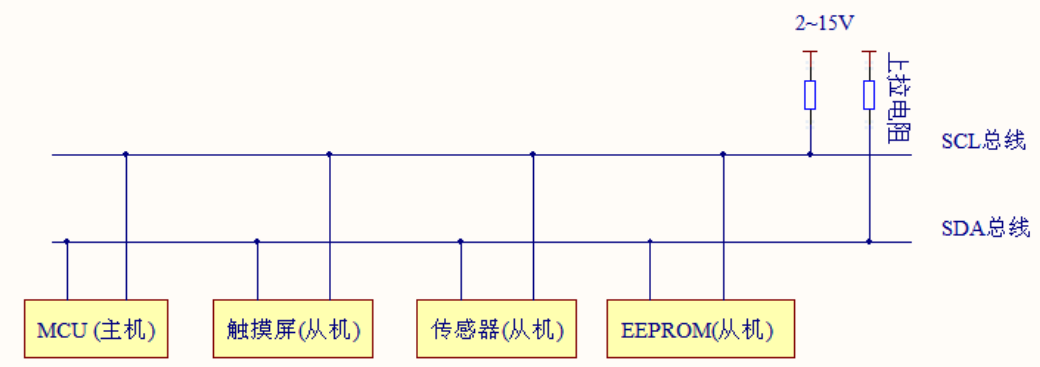 2~15V
上拉电阻
SCL总线
SDA总线
MCU (主机)
触摸屏(从机)
传感器(从机)
EEPROM(从机)